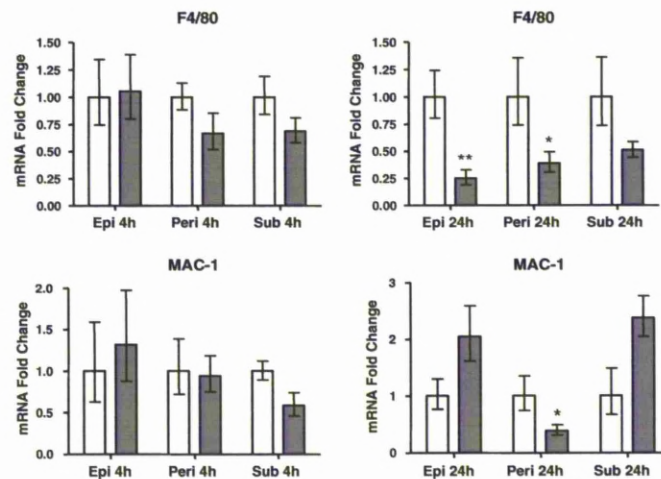 F4/80
mRNA Fold Change
1.50
1.25
1.00
0.75
0.50
0.25
0.00
Epi 4h Peri 4h Sub 4h
F4/80
mRNA Fold Change
1.50
1.25
1.00
0.75
0.50
0.25
0.00
**
*
Epi 24h Peri 24h Sub 24h
MAC-1
mRNA Fold Change
2.0
1.5
1.0
0.5
0.0
Epi 4h Peri 4h Sub 4h
MAC-1
mRNA Fold Change
3
2
1
0
*
Epi 24h Peri 24h Sub 24h